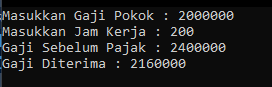 Masukkan Gaji Pokok : 2000000
Masukkan Jam Kerja : 200
Gaji Sebelum Pajak : 2400000
Gaji Diterima : 2160000